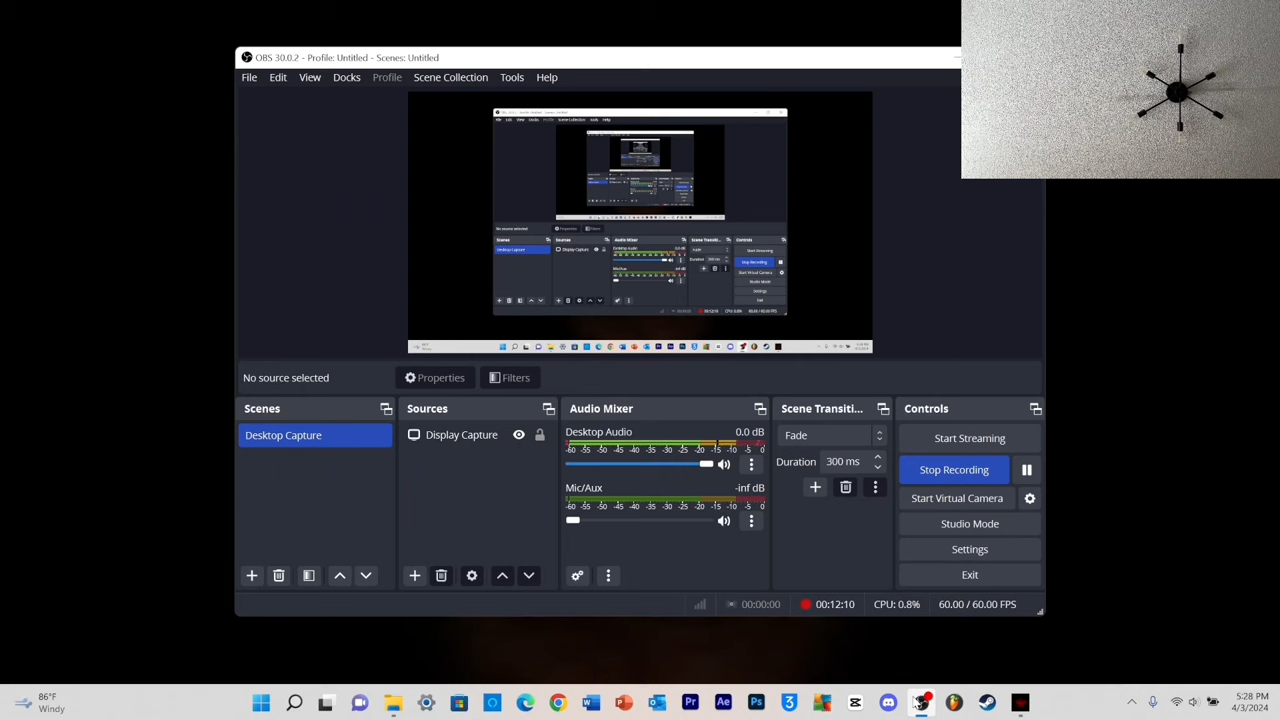 OBS 30.0.2 - Profile: Untitled - Scenes: Untitled
File Edit View Docks Profile Scene Collection Tools Help
No source selected Properties Filters
Scenes
Desktop Capture
Sources
Display Capture
Audio Mixer
Desktop Audio 0.0 dB
-60 -55 -50 -45 -40 -35 -30 -25 -20 -15 -10 -5 0
Mic/Aux -inf dB
-60 -55 -50 -45 -40 -35 -30 -25 -20 -15 -10 -5 0
Scene Transiti...
Fade
Duration 300 ms
Controls
Start Streaming
Stop Recording
Start Virtual Camera
Studio Mode
Settings
Exit
00:00:00 00:12:10 CPU: 0.8% 60.00 / 60.00 FPS
86°F
Windy
5:28 PM
4/3/2024